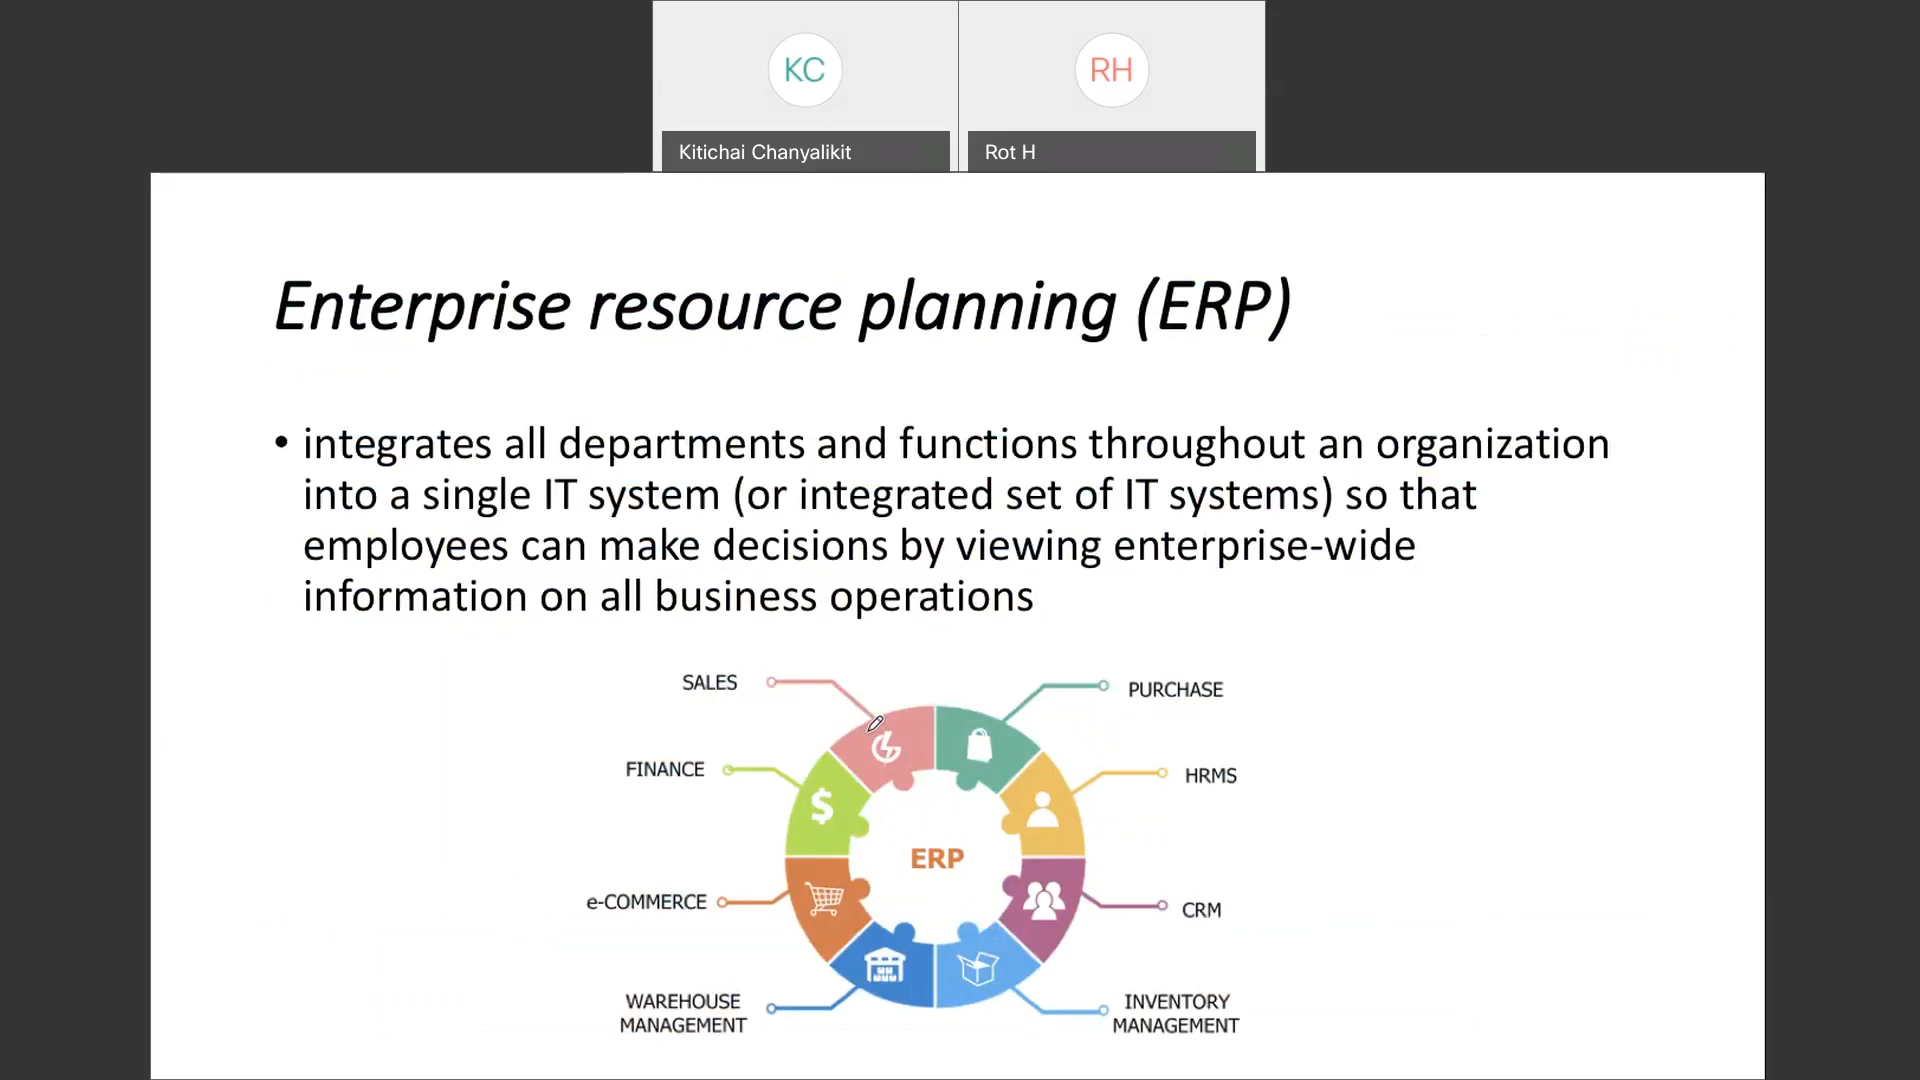 KC
RH
Kitichai Chanyalikit
Rot H
Enterprise resource planning (ERP)
• integrates all departments and functions throughout an organization
into a single IT system (or integrated set of IT systems) so that
employees can make decisions by viewing enterprise-wide
information on all business operations
SALES
PURCHASE
FINANCE
HRMS
$
ERP
e-COMMERCE
CRM
WAREHOUSE
MANAGEMENT
INVENTORY
MANAGEMENT